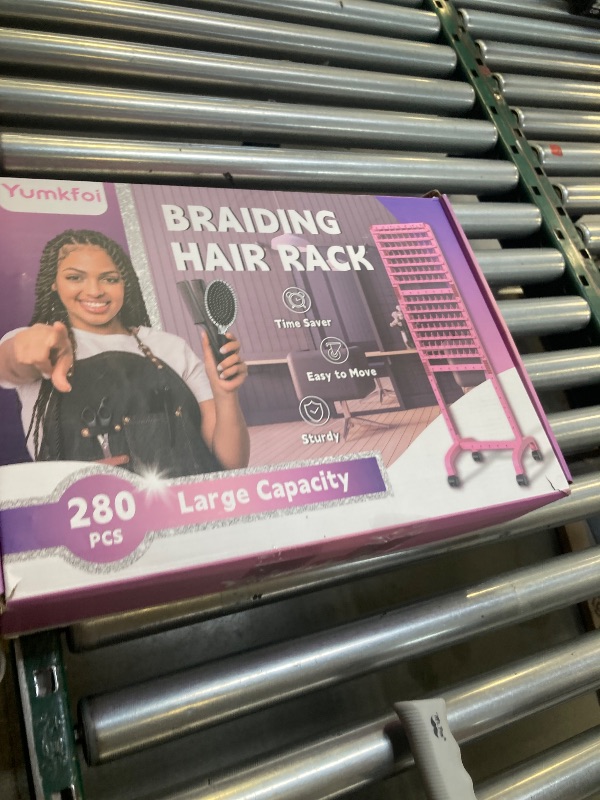 Yumkfoi
BRAIDING
HAIR RACK
Time Saver
Easy to Move
Sturdy
280
PCS
Large Capacity